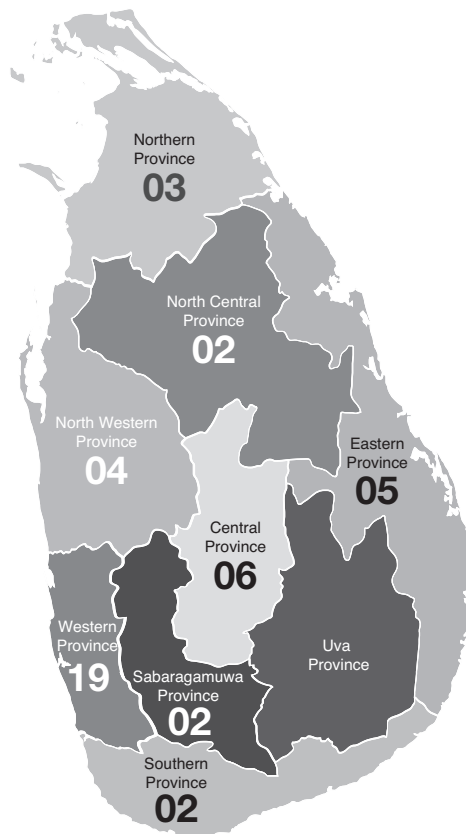 Northern
Province
03
North Central
Province
02
North Western
Province
04
Eastern
Province
05
Central
Province
06
Western
Province
19
Uva
Province
Sabaragamuwa
Province
02
Southern
Province
02